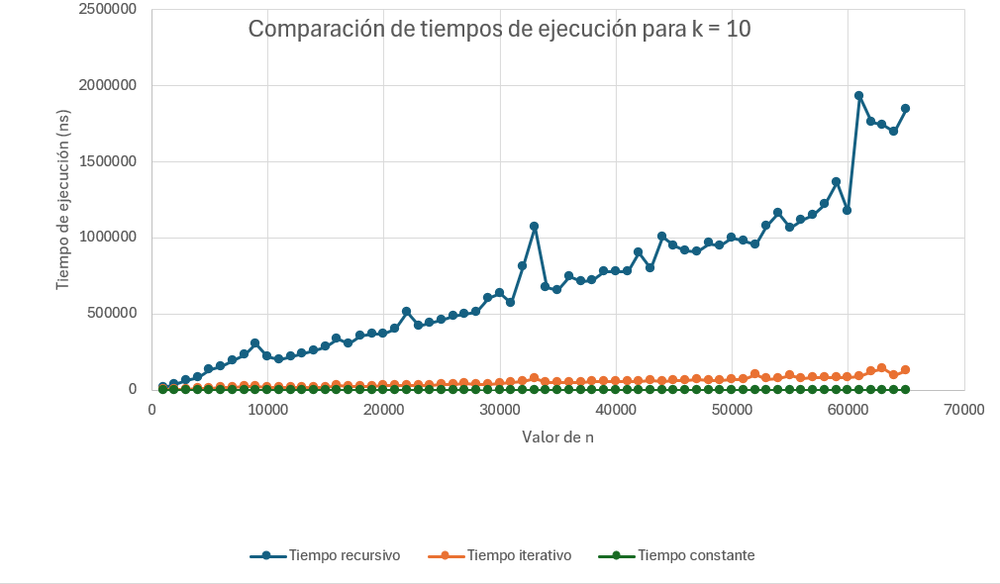 Comparación de tiempos de ejecución para k = 10
2500000
2000000
1500000
1000000
500000
0
Tiempo de ejecución (ns)
0 10000 20000 30000 40000 50000 60000 70000
Valor de n
Tiempo recursivo Tiempo iterativo Tiempo constante